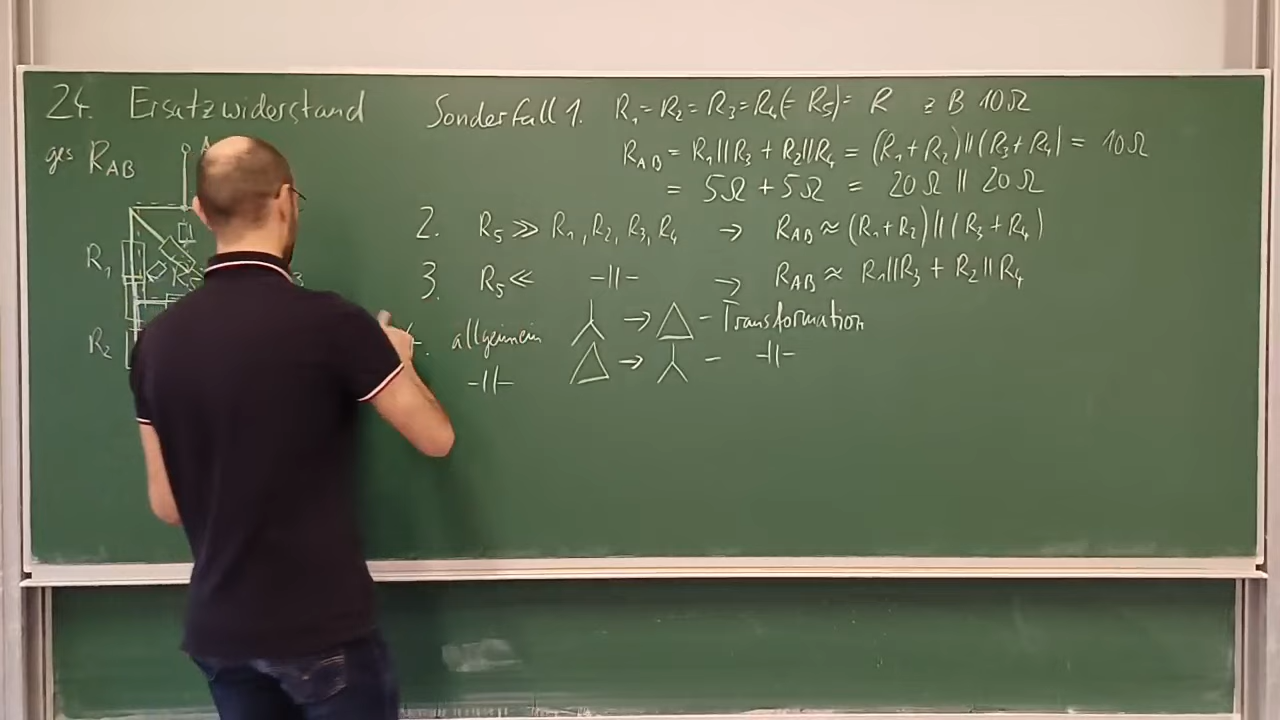 24. Ersatzwiderstand
ges R_AB
A
R₁
R₅
3
R₂
Sonderfall 1. R₁=R₂=R₃=R₄(=R₅)=R z B 10Ω
R_AB = R₁||R₃ + R₂||R₄ = (R₁+R₂)||(R₃+R₄) = 10Ω
= 5Ω + 5Ω = 20Ω || 20Ω
2. R₅ ≫ R₁, R₂, R₃, R₄ → R_AB ≈ (R₁+R₂)||(R₃+R₄)
3. R₅ ≪ -||- → R_AB ≈ R₁||R₃ + R₂||R₄
allgemein → △ - Transformation
-||- △ → - -||-